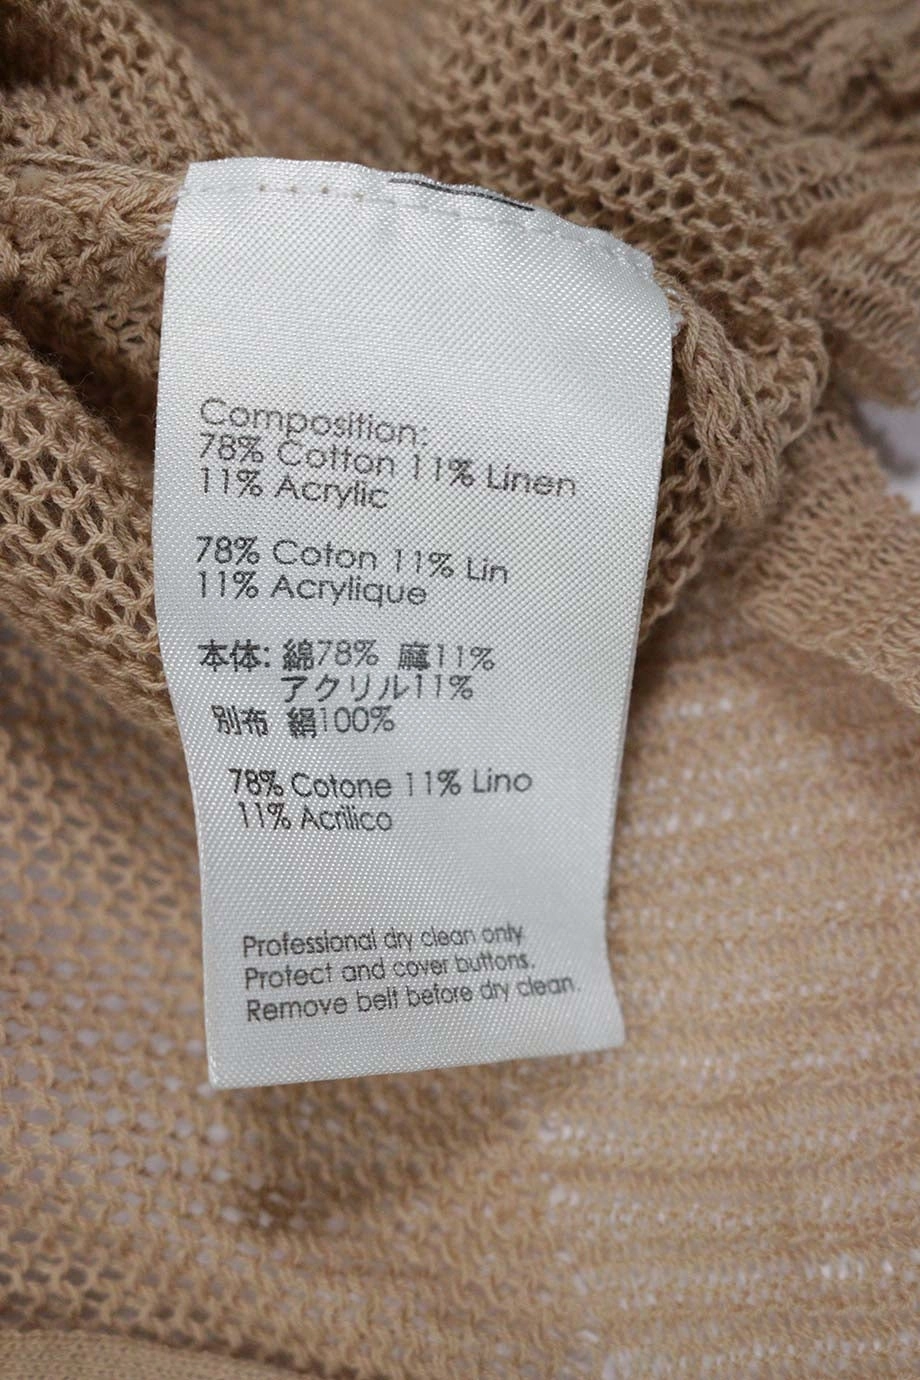 Composition:
78% Cotton 11% Linen
11% Acrylic
78% Coton 11% Lin
11% Acrylique
本体: 綿78% 麻11%
アクリル11%
別布 絹100%
78% Cotone 11% Lino
11% Acrilico
Professional dry clean only
Protect and cover buttons.
Remove belt before dry clean.